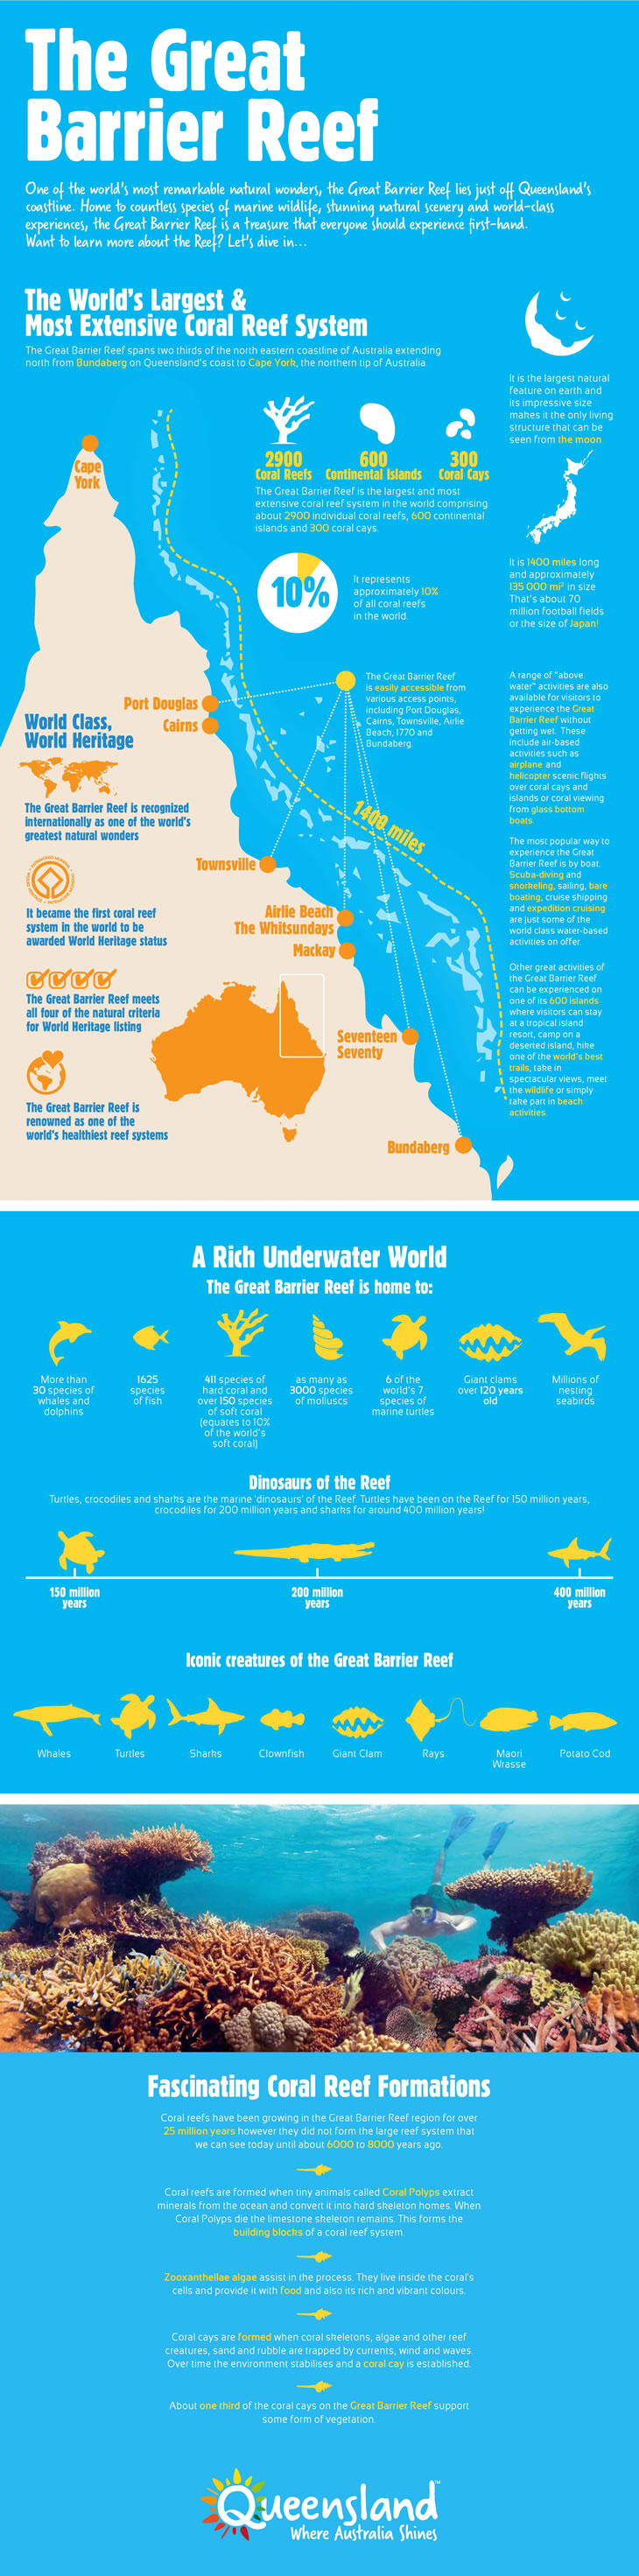 The Great
Barrier Reef
One of the world's most remarkable natural wonders, the Great Barrier Reef lies just off Queensland's
coastline. Home to countless species of marine wildlife, stunning natural scenery and world-class
experiences, the Great Barrier Reef is a treasure that everyone should experience first-hand.
Want to learn more about the Reef? Let's dive in...
The World's Largest &
Most Extensive Coral Reef System
The Great Barrier Reef spans two thirds of the north eastern coastline of Australia extending
north from Bundaberg on Queensland's coast to Cape York, the northern tip of Australia.
It is the largest natural
feature on earth and
its impressive size
makes it the only living
structure that can be
seen from the moon
Cape
York
2900
Coral Reefs
600
Continental Islands
300
Coral Cays
The Great Barrier Reef is the largest and most
extensive coral reef system in the world comprising
about 2900 individual coral reefs, 600 continental
islands and 300 coral cays.
10%
It represents
approximately 10%
of all coral reefs
in the world.
It is 1400 miles long
and approximately
135 000 mi² in size
That's about 70
million football fields
or the size of Japan!
The Great Barrier Reef
is easily accessible from
various access points,
including Port Douglas,
Cairns, Townsville, Airlie
Beach, 1770 and
Bundaberg.
A range of "above
water" activities are also
available for visitors to
experience the Great
Barrier Reef without
getting wet. These
include air-based
activities such as
airplane and
helicopter scenic flights
over coral cays and
islands or coral viewing
from glass bottom
boats.
The most popular way to
experience the Great
Barrier Reef is by boat.
Scuba-diving and
snorkeling, sailing, bare
boating, cruise shipping
and expedition cruising
are just some of the
world class water-based
activities on offer.
Other great activities of
the Great Barrier Reef
can be experienced on
one of its 600 islands
where visitors can stay
at a tropical island
resort, camp on a
deserted island, hike
one of the world's best
trails, take in
spectacular views, meet
the wildlife or simply
take part in beach
activities.
Port Douglas
Cairns
1400 miles
Townsville
Airlie Beach
The Whitsundays
Mackay
Seventeen
Seventy
Bundaberg
World Class,
World Heritage
The Great Barrier Reef is recognized
internationally as one of the world's
greatest natural wonders
It became the first coral reef
system in the world to be
awarded World Heritage status
The Great Barrier Reef meets
all four of the natural criteria
for World Heritage listing
The Great Barrier Reef is
renowned as one of the
world's healthiest reef systems
A Rich Underwater World
The Great Barrier Reef is home to:
More than
30 species of
whales and
dolphins
1625
species
of fish
411 species of
hard coral and
over 150 species
of soft coral
(equates to 10%
of the world's
soft coral)
as many as
3000 species
of molluscs
6 of the
world's 7
species of
marine turtles
Giant clams
over 120 years
old
Millions of
nesting
seabirds
Dinosaurs of the Reef
Turtles, crocodiles and sharks are the marine 'dinosaurs' of the Reef. Turtles have been on the Reef for 150 million years,
crocodiles for 200 million years and sharks for around 400 million years!
150 million
years
200 million
years
400 million
years
Iconic creatures of the Great Barrier Reef
Whales
Turtles
Sharks
Clownfish
Giant Clam
Rays
Maori
Wrasse
Potato Cod
Fascinating Coral Reef Formations
Coral reefs have been growing in the Great Barrier Reef region for over
25 million years however they did not form the large reef system that
we can see today until about 6000 to 8000 years ago.
Coral reefs are formed when tiny animals called Coral Polyps extract
minerals from the ocean and convert it into hard skeleton homes. When
Coral Polyps die the limestone skeleton remains. This forms the
building blocks of a coral reef system.
Zooxanthellae algae assist in the process. They live inside the coral's
cells and provide it with food and also its rich and vibrant colours.
Coral cays are formed when coral skeletons, algae and other reef
creatures, sand and rubble are trapped by currents, wind and waves.
Over time the environment stabilises and a coral cay is established.
About one third of the coral cays on the Great Barrier Reef support
some form of vegetation.
Queensland™
Where Australia Shines